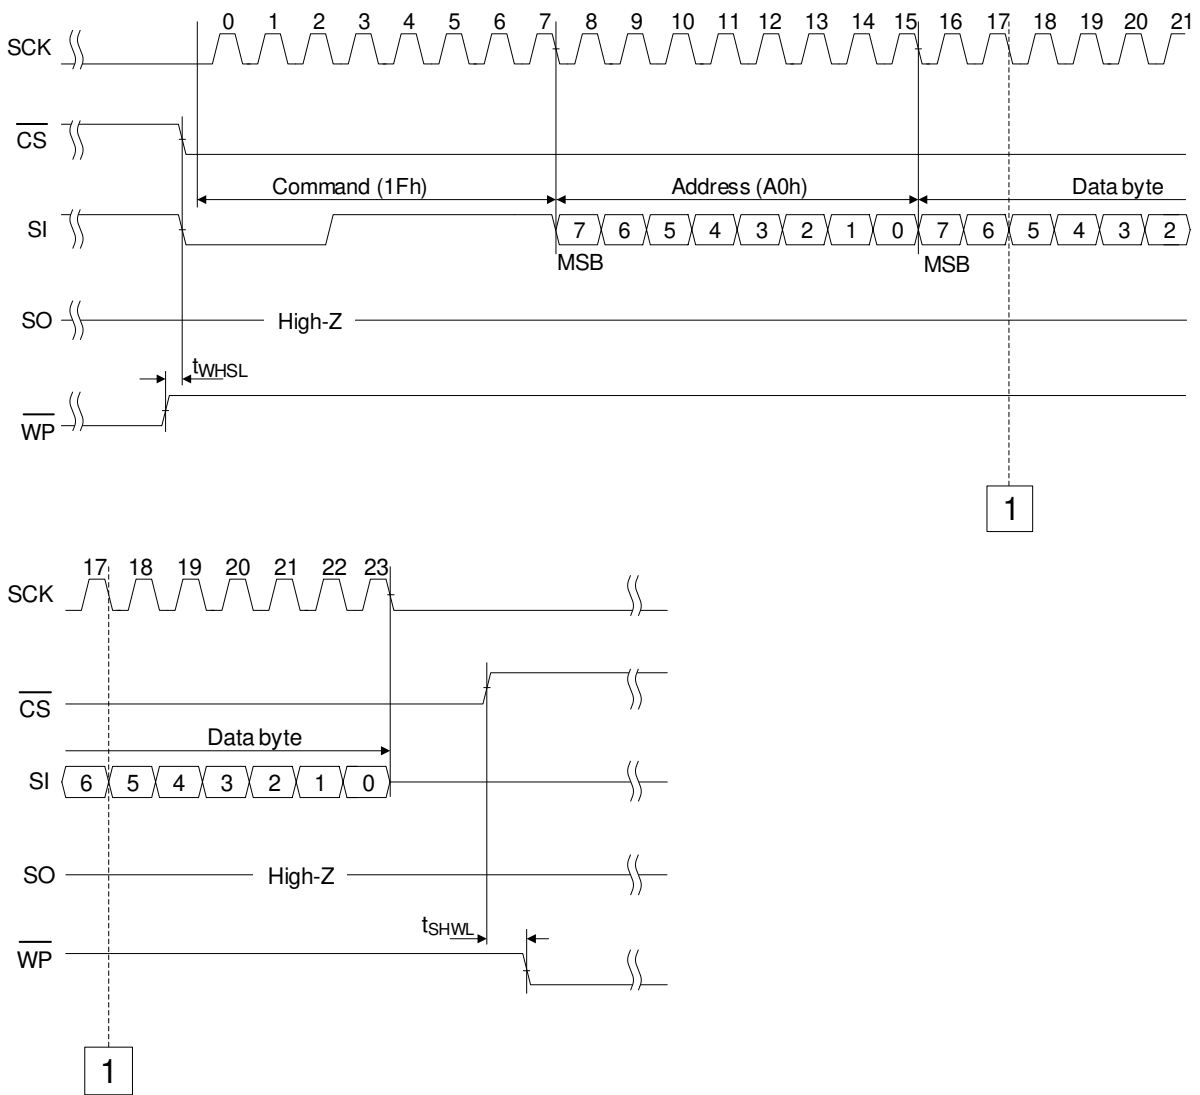 0 1 2 3 4 5 6 7 8 9 10 11 12 13 14 15 16 17 18 19 20 21
SCK
CS
Command (1Fh) Address (A0h) Data byte
SI 7 6 5 4 3 2 1 0 7 6 5 4 3 2
MSB MSB
SO High-Z
tWHSL
WP
1
17 18 19 20 21 22 23
SCK
CS
Data byte
SI 6 5 4 3 2 1 0
SO High-Z
tSHWL
WP
1